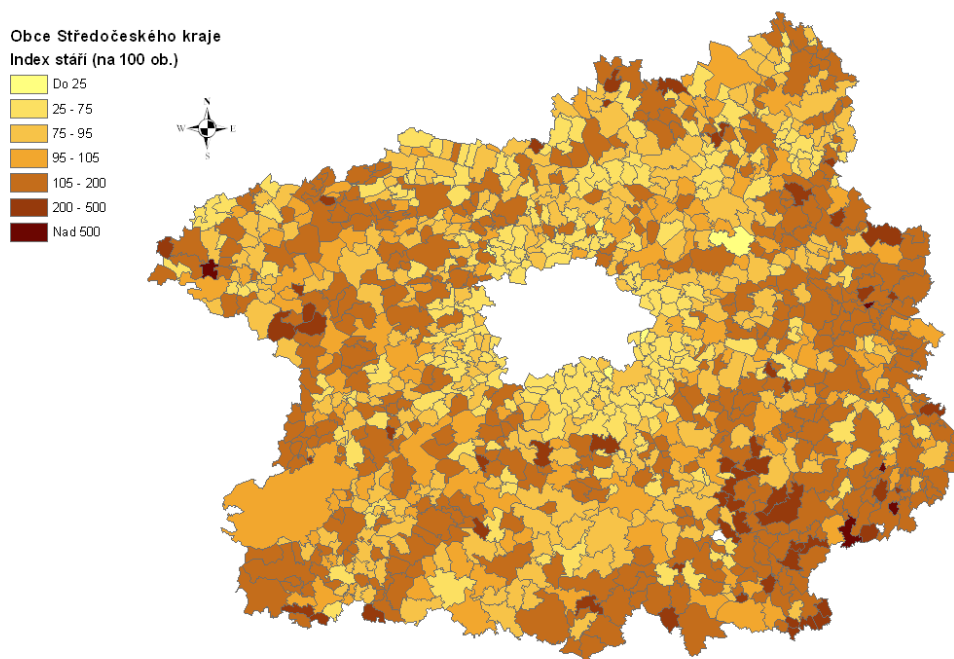 Obce Středočeského kraje
Index stáří (na 100 ob.)
Do 25
25 - 75
75 - 95
95 - 105
105 - 200
200 - 500
Nad 500
N
W E
S